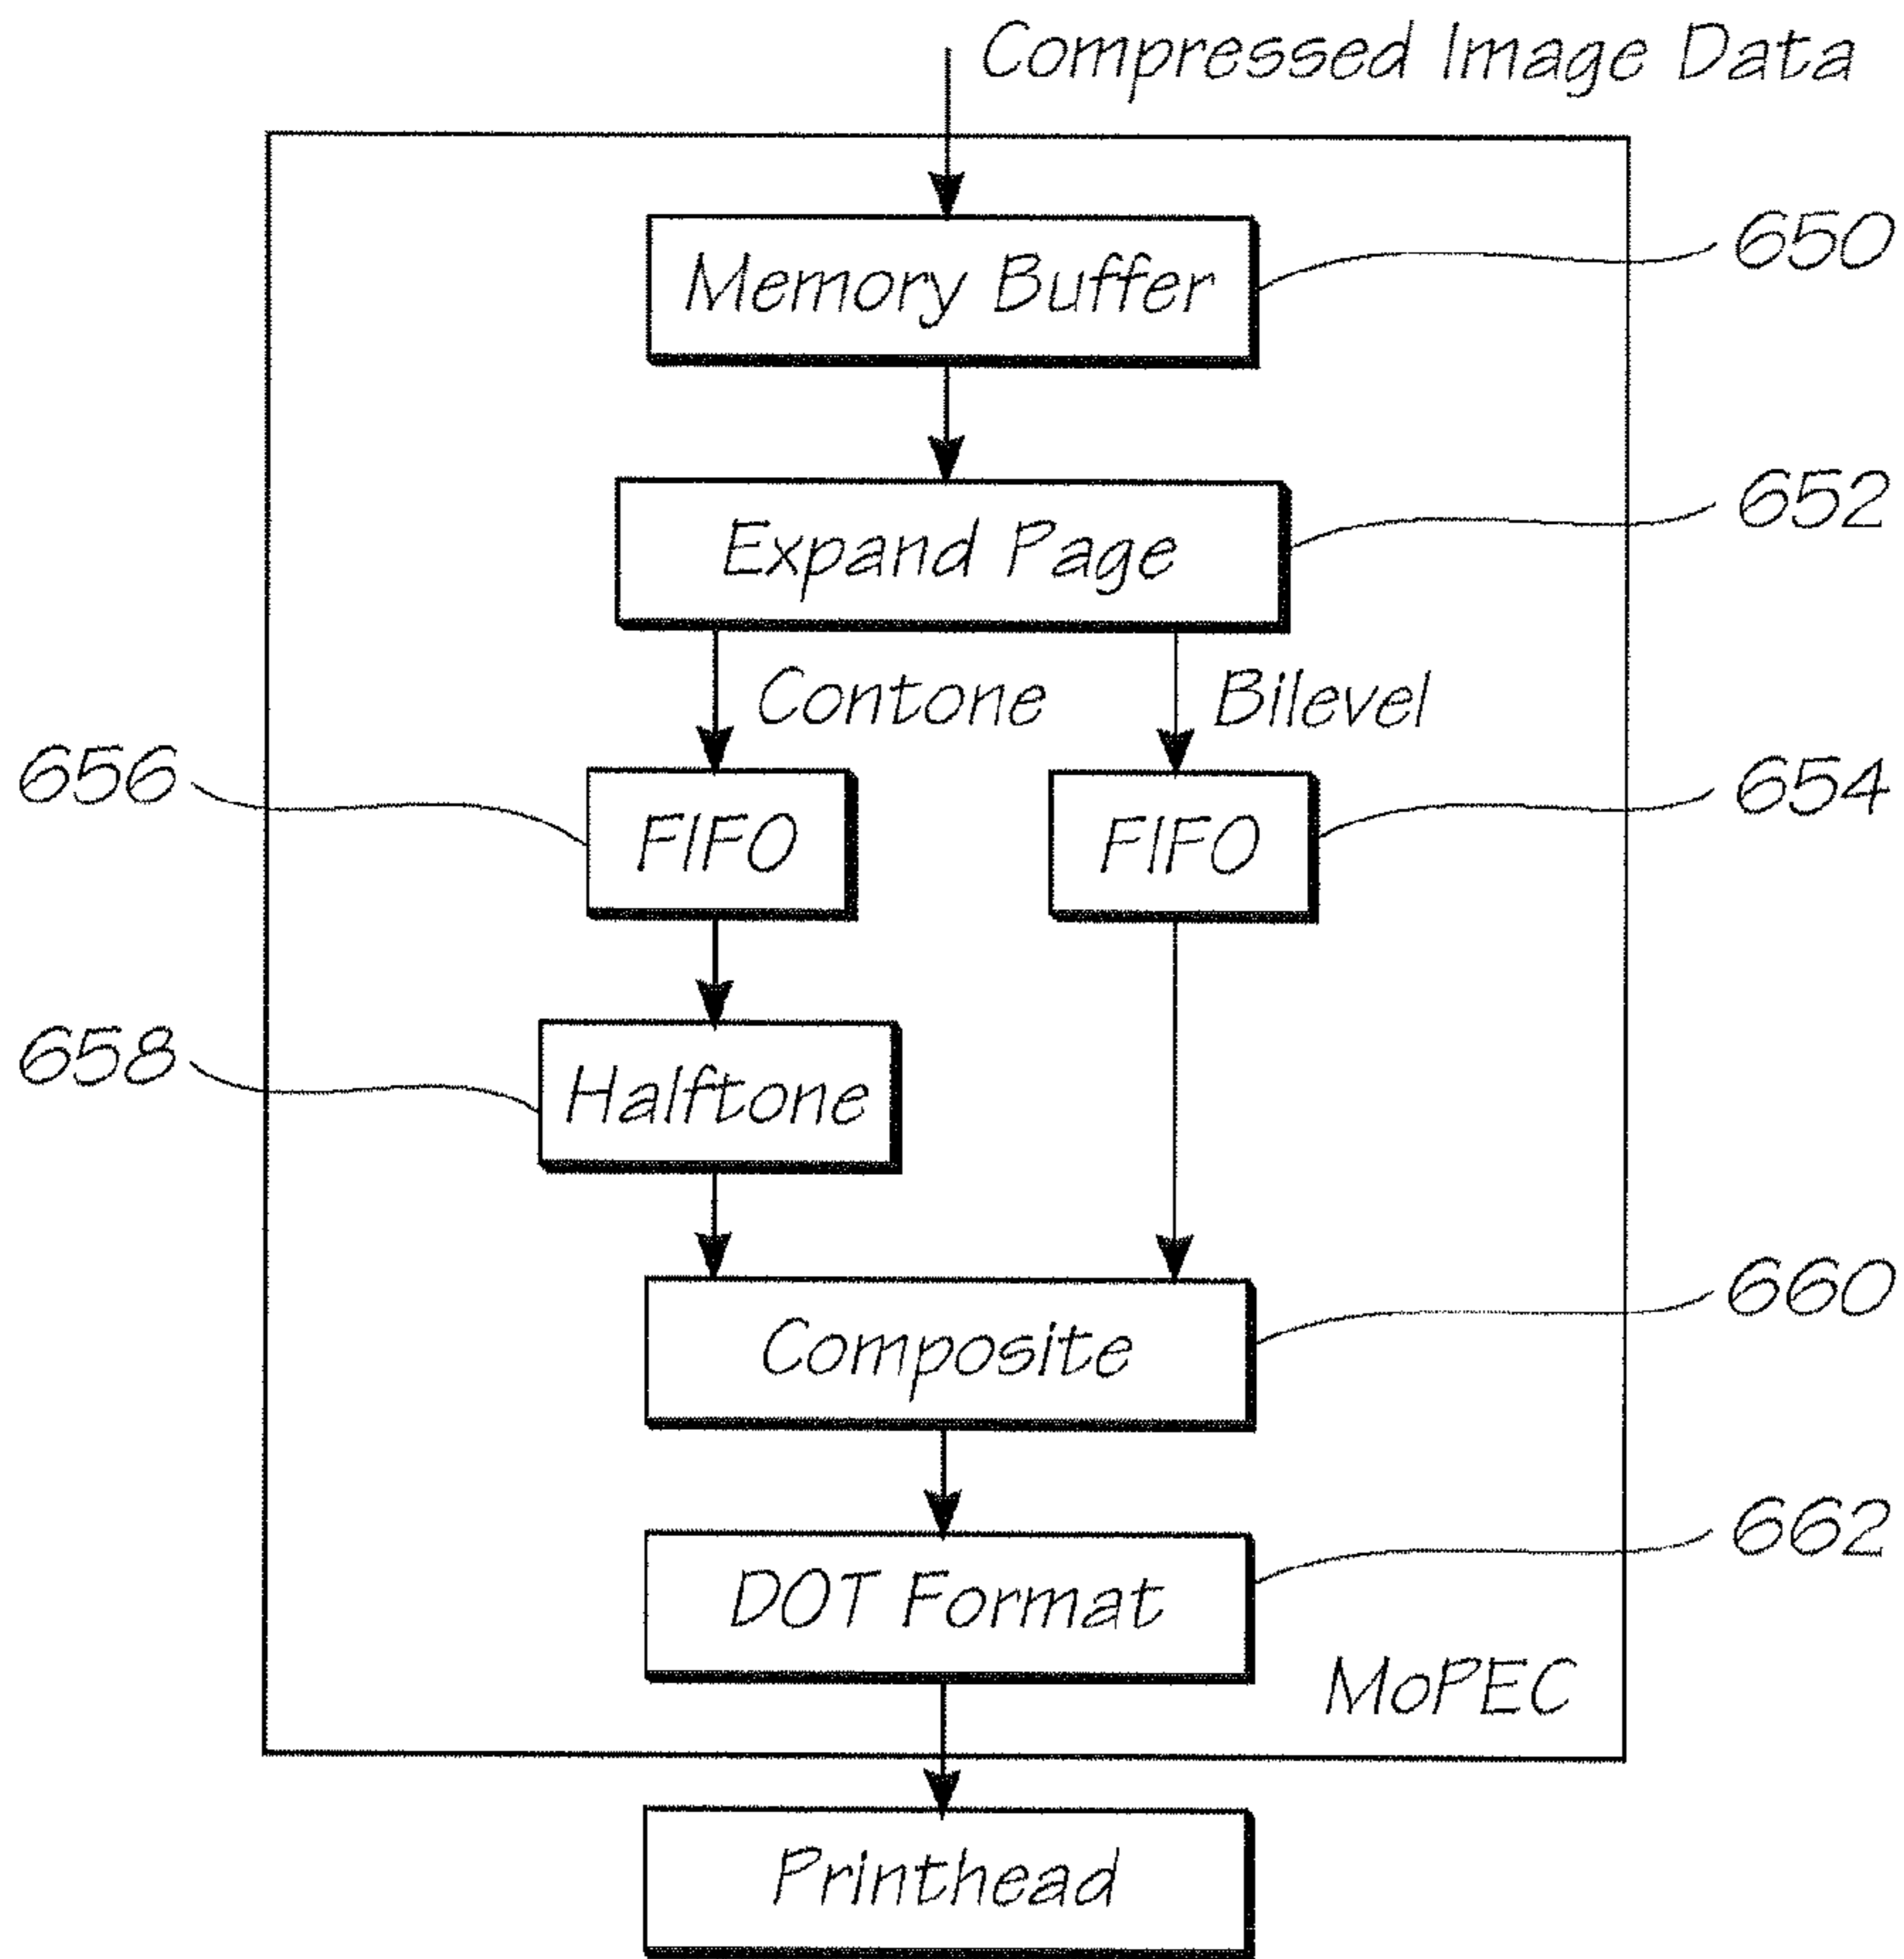 Compressed Image Data
Memory Buffer
650
Expand Page
652
Contone
Bilevel
656
FIFO
FIFO
654
658
Halftone
Composite
660
DOT Format
662
MoPEC
Printhead